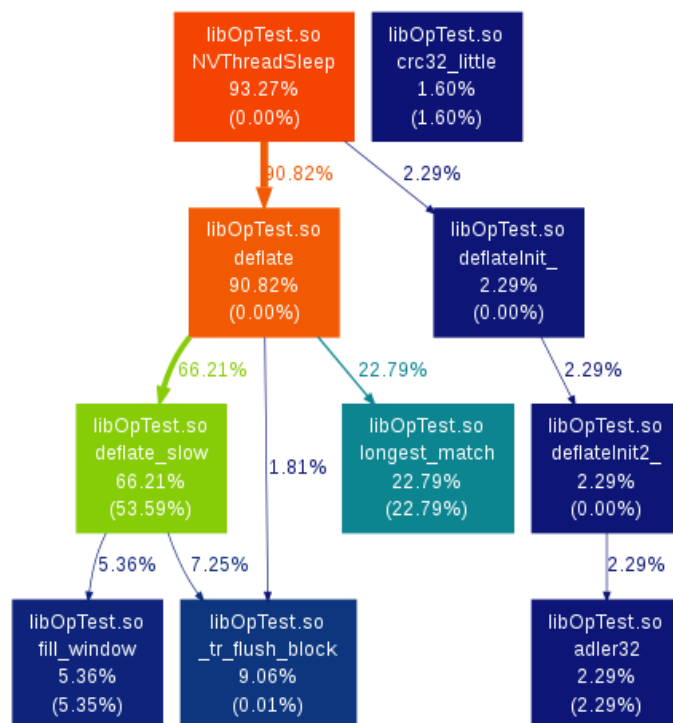 libOpTest.so
NVThreadSleep
93.27%
(0.00%)
libOpTest.so
crc32_little
1.60%
(1.60%)
90.82%
2.29%
libOpTest.so
deflate
90.82%
(0.00%)
libOpTest.so
deflateInit_
2.29%
(0.00%)
66.21%
1.81%
22.79%
2.29%
libOpTest.so
deflate_slow
66.21%
(53.59%)
libOpTest.so
longest_match
22.79%
(22.79%)
libOpTest.so
deflateInit2_
2.29%
(0.00%)
5.36%
7.25%
2.29%
libOpTest.so
fill_window
5.36%
(5.35%)
libOpTest.so
_tr_flush_block
9.06%
(0.01%)
libOpTest.so
adler32
2.29%
(2.29%)